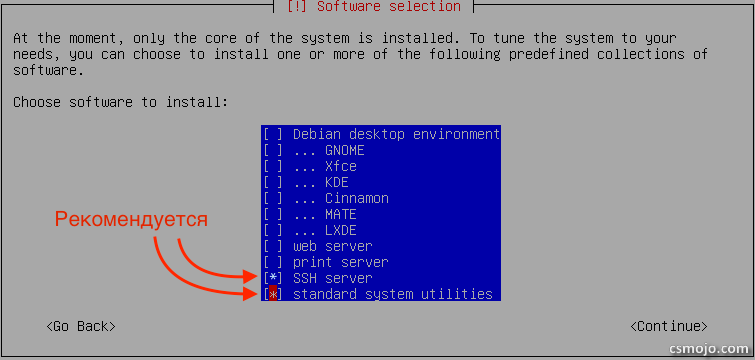 [!] Software selection
At the moment, only the core of the system is installed. To tune the system to your
needs, you can choose to install one or more of the following predefined collections of
software.
Choose software to install:
[ ] Debian desktop environment
[ ] ... GNOME
[ ] ... Xfce
[ ] ... KDE
[ ] ... Cinnamon
[ ] ... MATE
[ ] ... LXDE
[ ] web server
[ ] print server
[*] SSH server
[*] standard system utilities
Рекомендуется
<Go Back>
<Continue>
csmojo.com